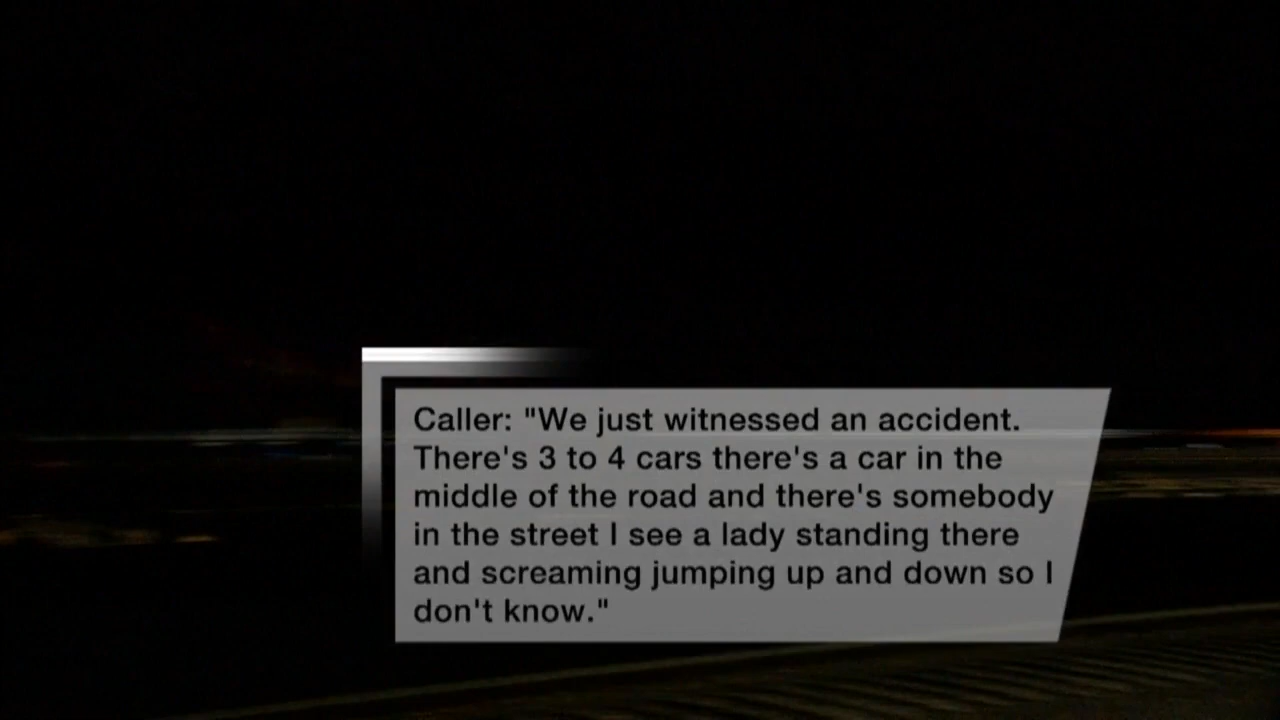 Caller: "We just witnessed an accident.
There's 3 to 4 cars there's a car in the
middle of the road and there's somebody
in the street I see a lady standing there
and screaming jumping up and down so I
don't know."